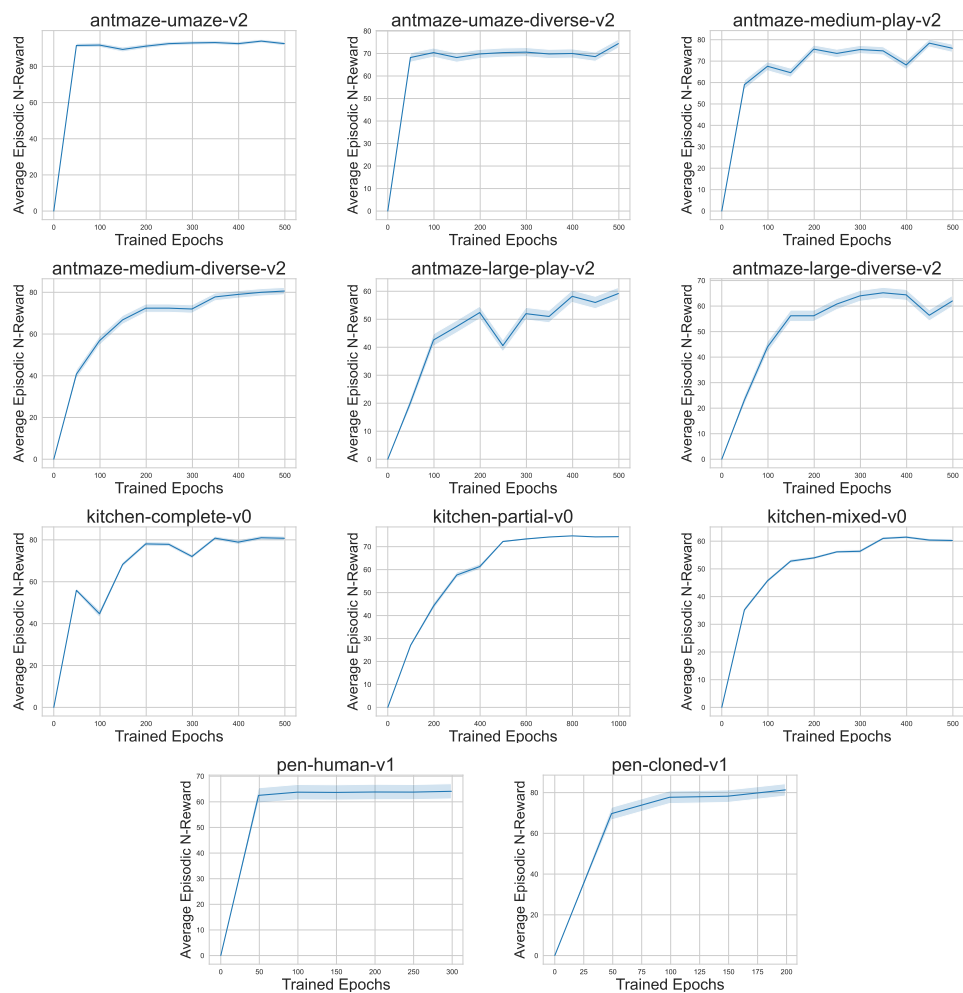 antmaze-umaze-v2
Average Episodic N-Reward
80
60
40
20
0
0 100 200 300 400 500
Trained Epochs
antmaze-umaze-diverse-v2
Average Episodic N-Reward
80
70
60
50
40
30
20
10
0
0 100 200 300 400 500
Trained Epochs
antmaze-medium-play-v2
Average Episodic N-Reward
80
70
60
50
40
30
20
10
0
0 100 200 300 400 500
Trained Epochs
antmaze-medium-diverse-v2
Average Episodic N-Reward
80
60
40
20
0
0 100 200 300 400 500
Trained Epochs
antmaze-large-play-v2
Average Episodic N-Reward
60
50
40
30
20
10
0
0 100 200 300 400 500
Trained Epochs
antmaze-large-diverse-v2
Average Episodic N-Reward
70
60
50
40
30
20
10
0
0 100 200 300 400 500
Trained Epochs
kitchen-complete-v0
Average Episodic N-Reward
80
60
40
20
0
0 100 200 300 400 500
Trained Epochs
kitchen-partial-v0
Average Episodic N-Reward
70
60
50
40
30
20
10
0
0 200 400 600 800 1000
Trained Epochs
kitchen-mixed-v0
Average Episodic N-Reward
60
50
40
30
20
10
0
0 100 200 300 400 500
Trained Epochs
pen-human-v1
Average Episodic N-Reward
70
60
50
40
30
20
10
0
0 50 100 150 200 250 300
Trained Epochs
pen-cloned-v1
Average Episodic N-Reward
80
60
40
20
0
0 25 50 75 100 125 150 175 200
Trained Epochs